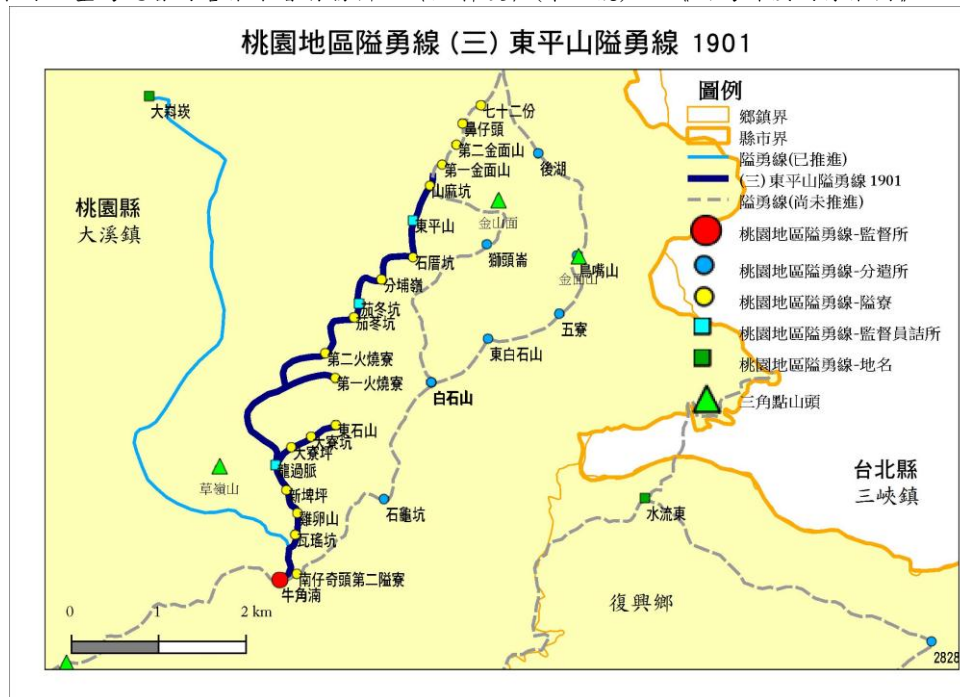 桃園地區隘勇線 (三) 東平山隘勇線 1901
大料崁
七十二份
鼻仔頭
第二金面山
後湖
第一金面山
山麻坑
桃園縣
大溪鎮
東平山
金山面
獅頭崙
石厝坑
鳥嘴山
金面山
分埔嶺
茄冬坑
茄冬坑
五寮
第二火燒寮
東白石山
第一火燒寮
白石山
東石山
大寮坑
大寮坪
龍過脈
草嶺山
新埤坪
石龜坑
雞卵山
瓦瑤坑
南仔奇頭第二隘寮
牛角湳
水流東
台北縣
三峽鎮
復興鄉
2828
0 1 2 km
圖例
鄉鎮界
縣市界
隘勇線(已推進)
(三)東平山隘勇線 1901
隘勇線(尚未推進)
桃園地區隘勇線-監督所
桃園地區隘勇線-分遣所
桃園地區隘勇線-隘寮
桃園地區隘勇線-監督員詰所
桃園地區隘勇線-地名
三角點山頭